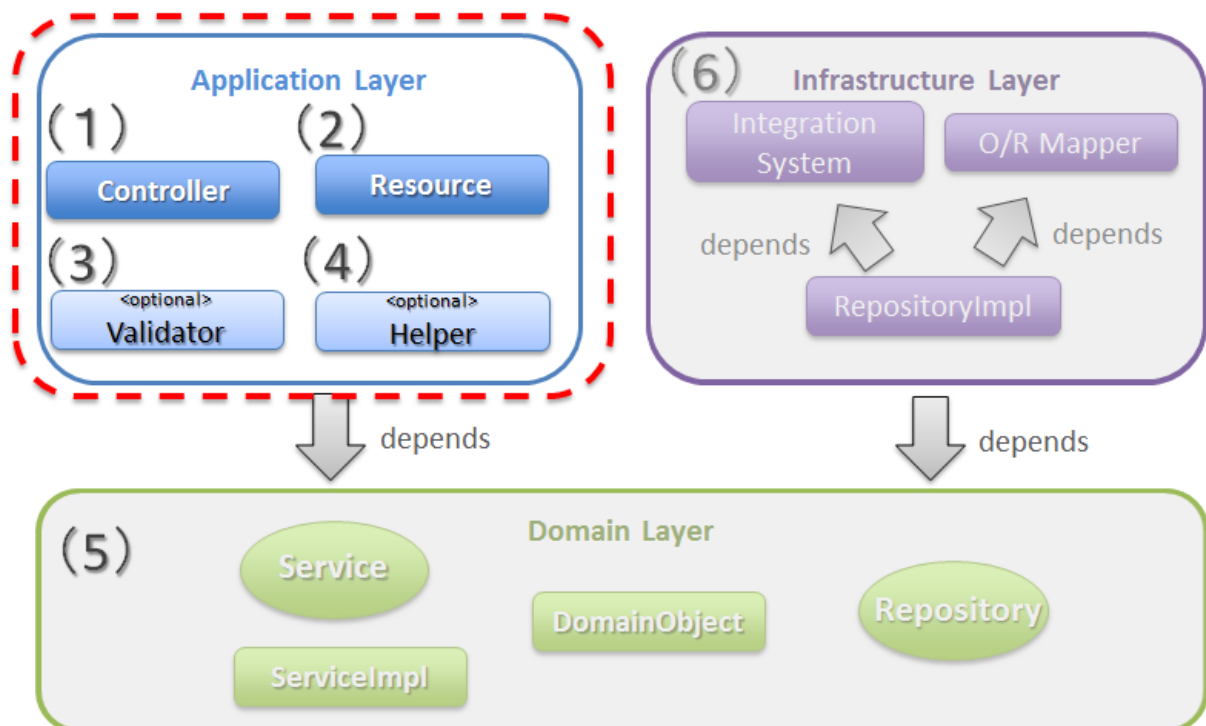 Application Layer
（1）
Controller
（2）
Resource
（3）
<optional>
Validator
（4）
<optional>
Helper
depends
（6）
Infrastructure Layer
Integration
System
O/R Mapper
depends
depends
RepositoryImpl
depends
（5）
Domain Layer
Service
ServiceImpl
DomainObject
Repository